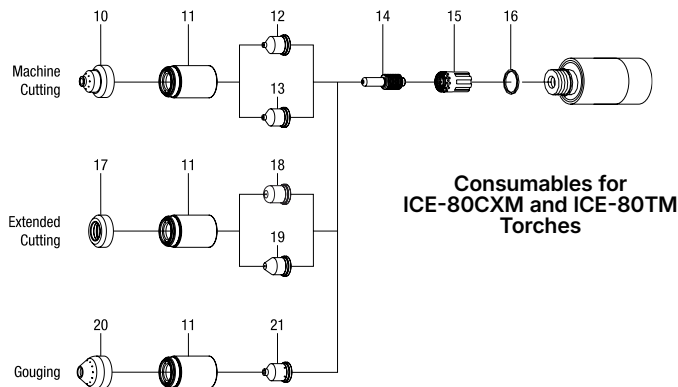 10
11
12
14
15
16
Machine
Cutting
13
Consumables for
ICE-80CXM and ICE-80TM
Torches
17
11
18
Extended
Cutting
19
20
11
21
Gouging